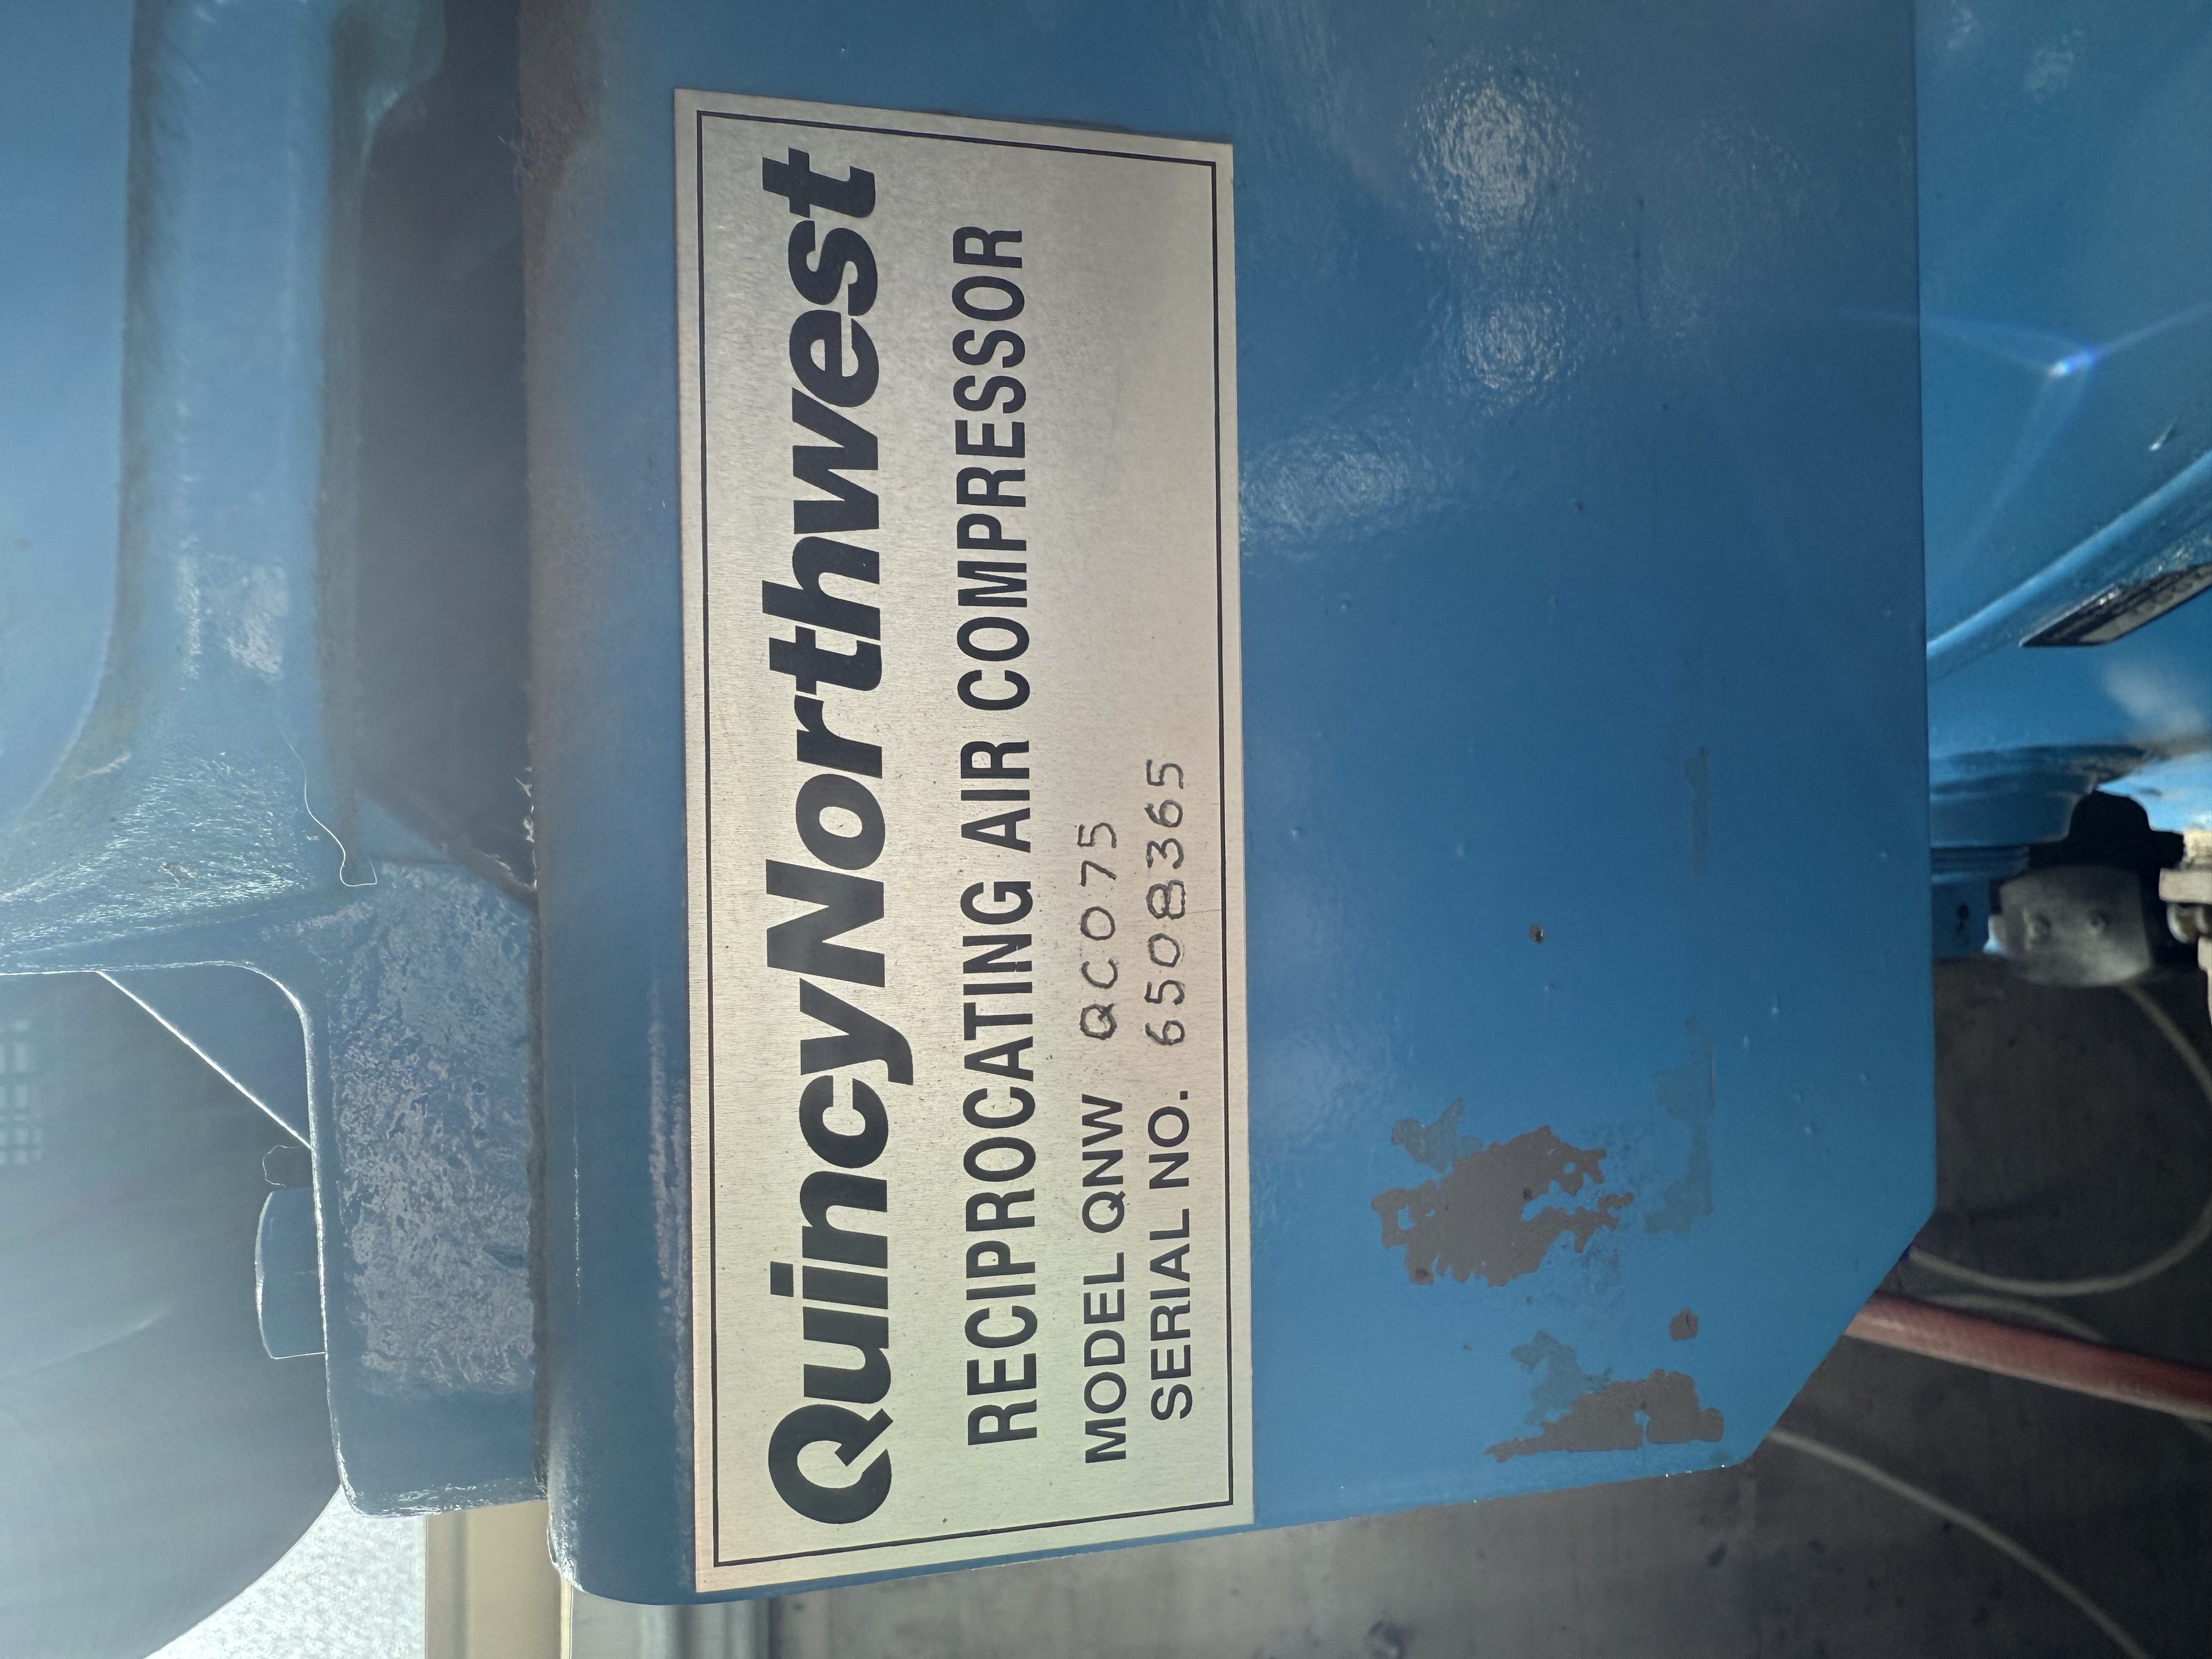 QuincyNorthwest
RECIPROCATING AIR COMPRESSOR
MODEL QNW QC075
SERIAL NO. 6508365